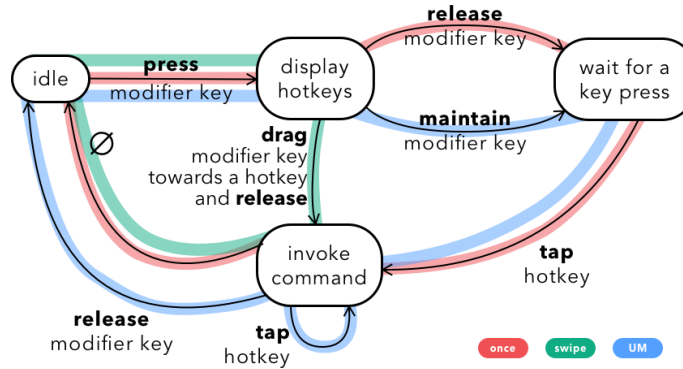 release
modifier key
idle
press
modifier key
display
hotkeys
wait for a
key press
maintain
modifier key
∅
drag
modifier key
towards a hotkey
and release
invoke
command
tap
hotkey
release
modifier key
tap
hotkey
once
swipe
UM